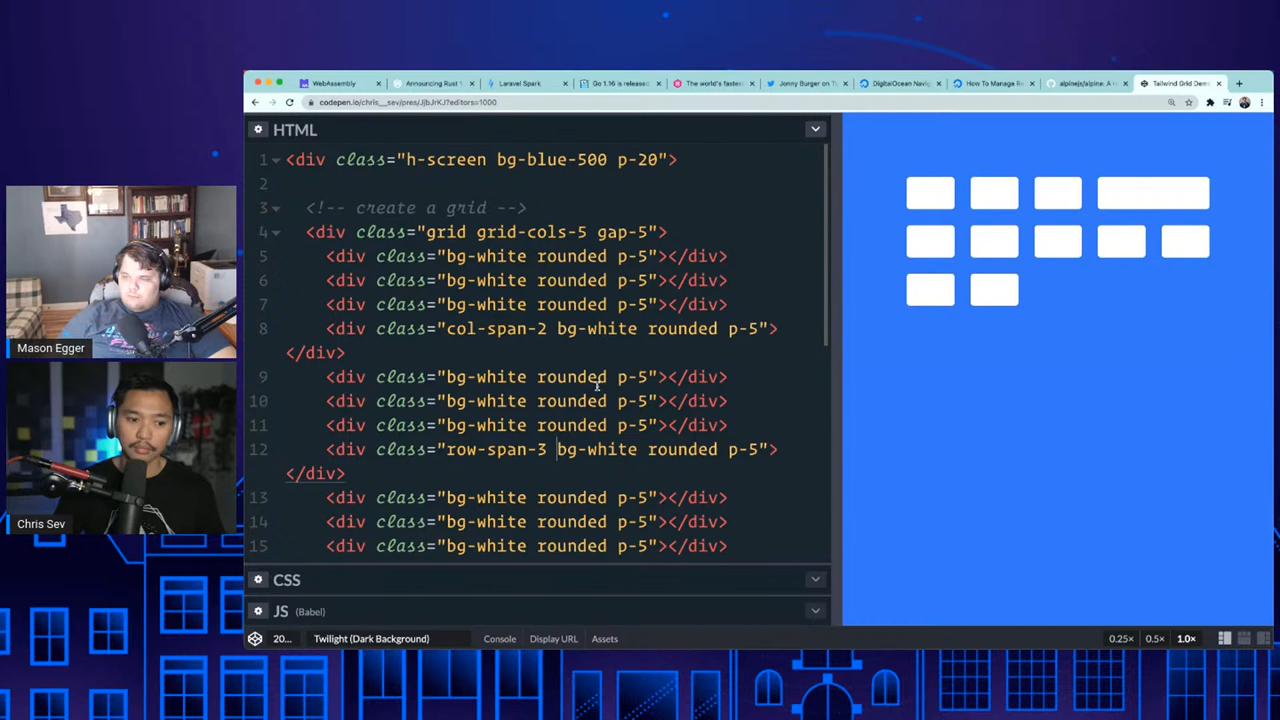 WebAssembly
Announcing Rust 1
Laravel Spark
Go 1.16 is released
The world's fastes
Jonny Burger on T
DigitalOcean Navig
How To Manage Re
alpinejs/alpine: A r
Tailwind Grid Dem
codepen.io/chris__sev/pres/JjbJrKJ?editors=1000
HTML
1 <div class="h-screen bg-blue-500 p-20">
2
3 <!-- create a grid -->
4 <div class="grid grid-cols-5 gap-5">
5 <div class="bg-white rounded p-5"></div>
6 <div class="bg-white rounded p-5"></div>
7 <div class="bg-white rounded p-5"></div>
8 <div class="col-span-2 bg-white rounded p-5">
</div>
9 <div class="bg-white rounded p-5"></div>
10 <div class="bg-white rounded p-5"></div>
11 <div class="bg-white rounded p-5"></div>
12 <div class="row-span-3 bg-white rounded p-5">
</div>
13 <div class="bg-white rounded p-5"></div>
14 <div class="bg-white rounded p-5"></div>
15 <div class="bg-white rounded p-5"></div>
CSS
JS (Babel)
20...
Twilight (Dark Background)
Console
Display URL
Assets
0.25×
0.5×
1.0×
Mason Egger
Chris Sev